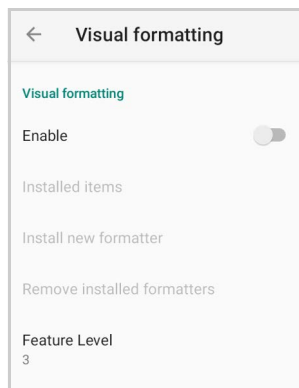 Visual formatting
Visual formatting
Enable
Installed items
Install new formatter
Remove installed formatters
Feature Level
3